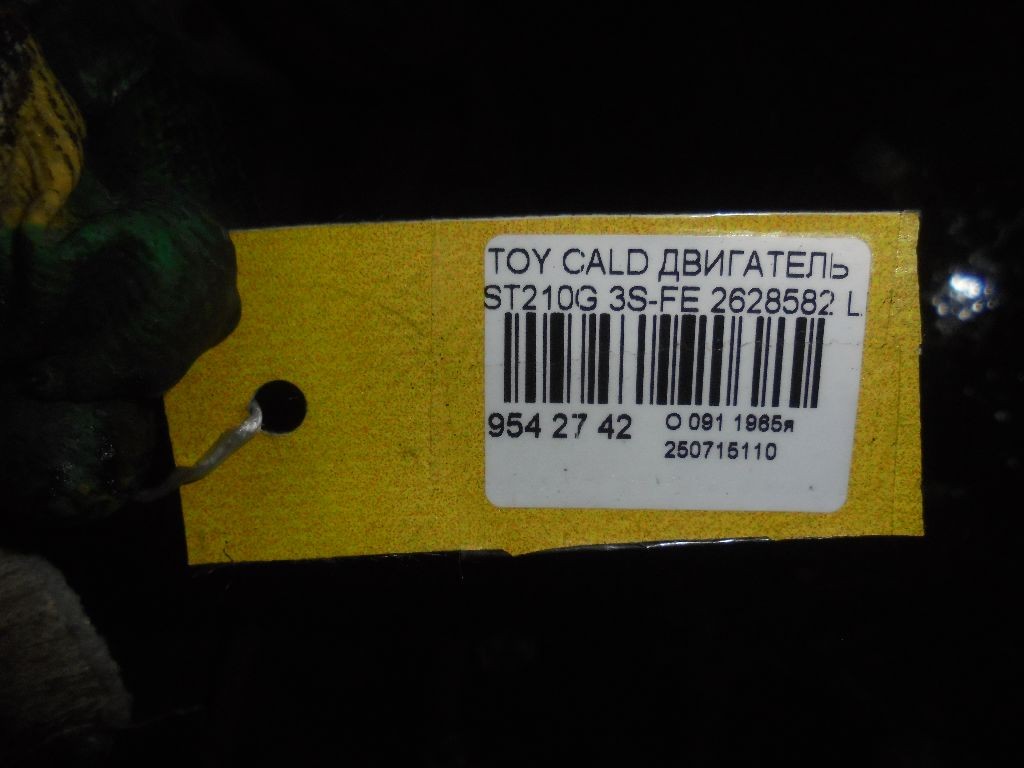 TOY CALD ДВИГАТЕЛЬ
ST210G 3S-FE 2628582 L
954 27 42
О 091 1965я
250715110